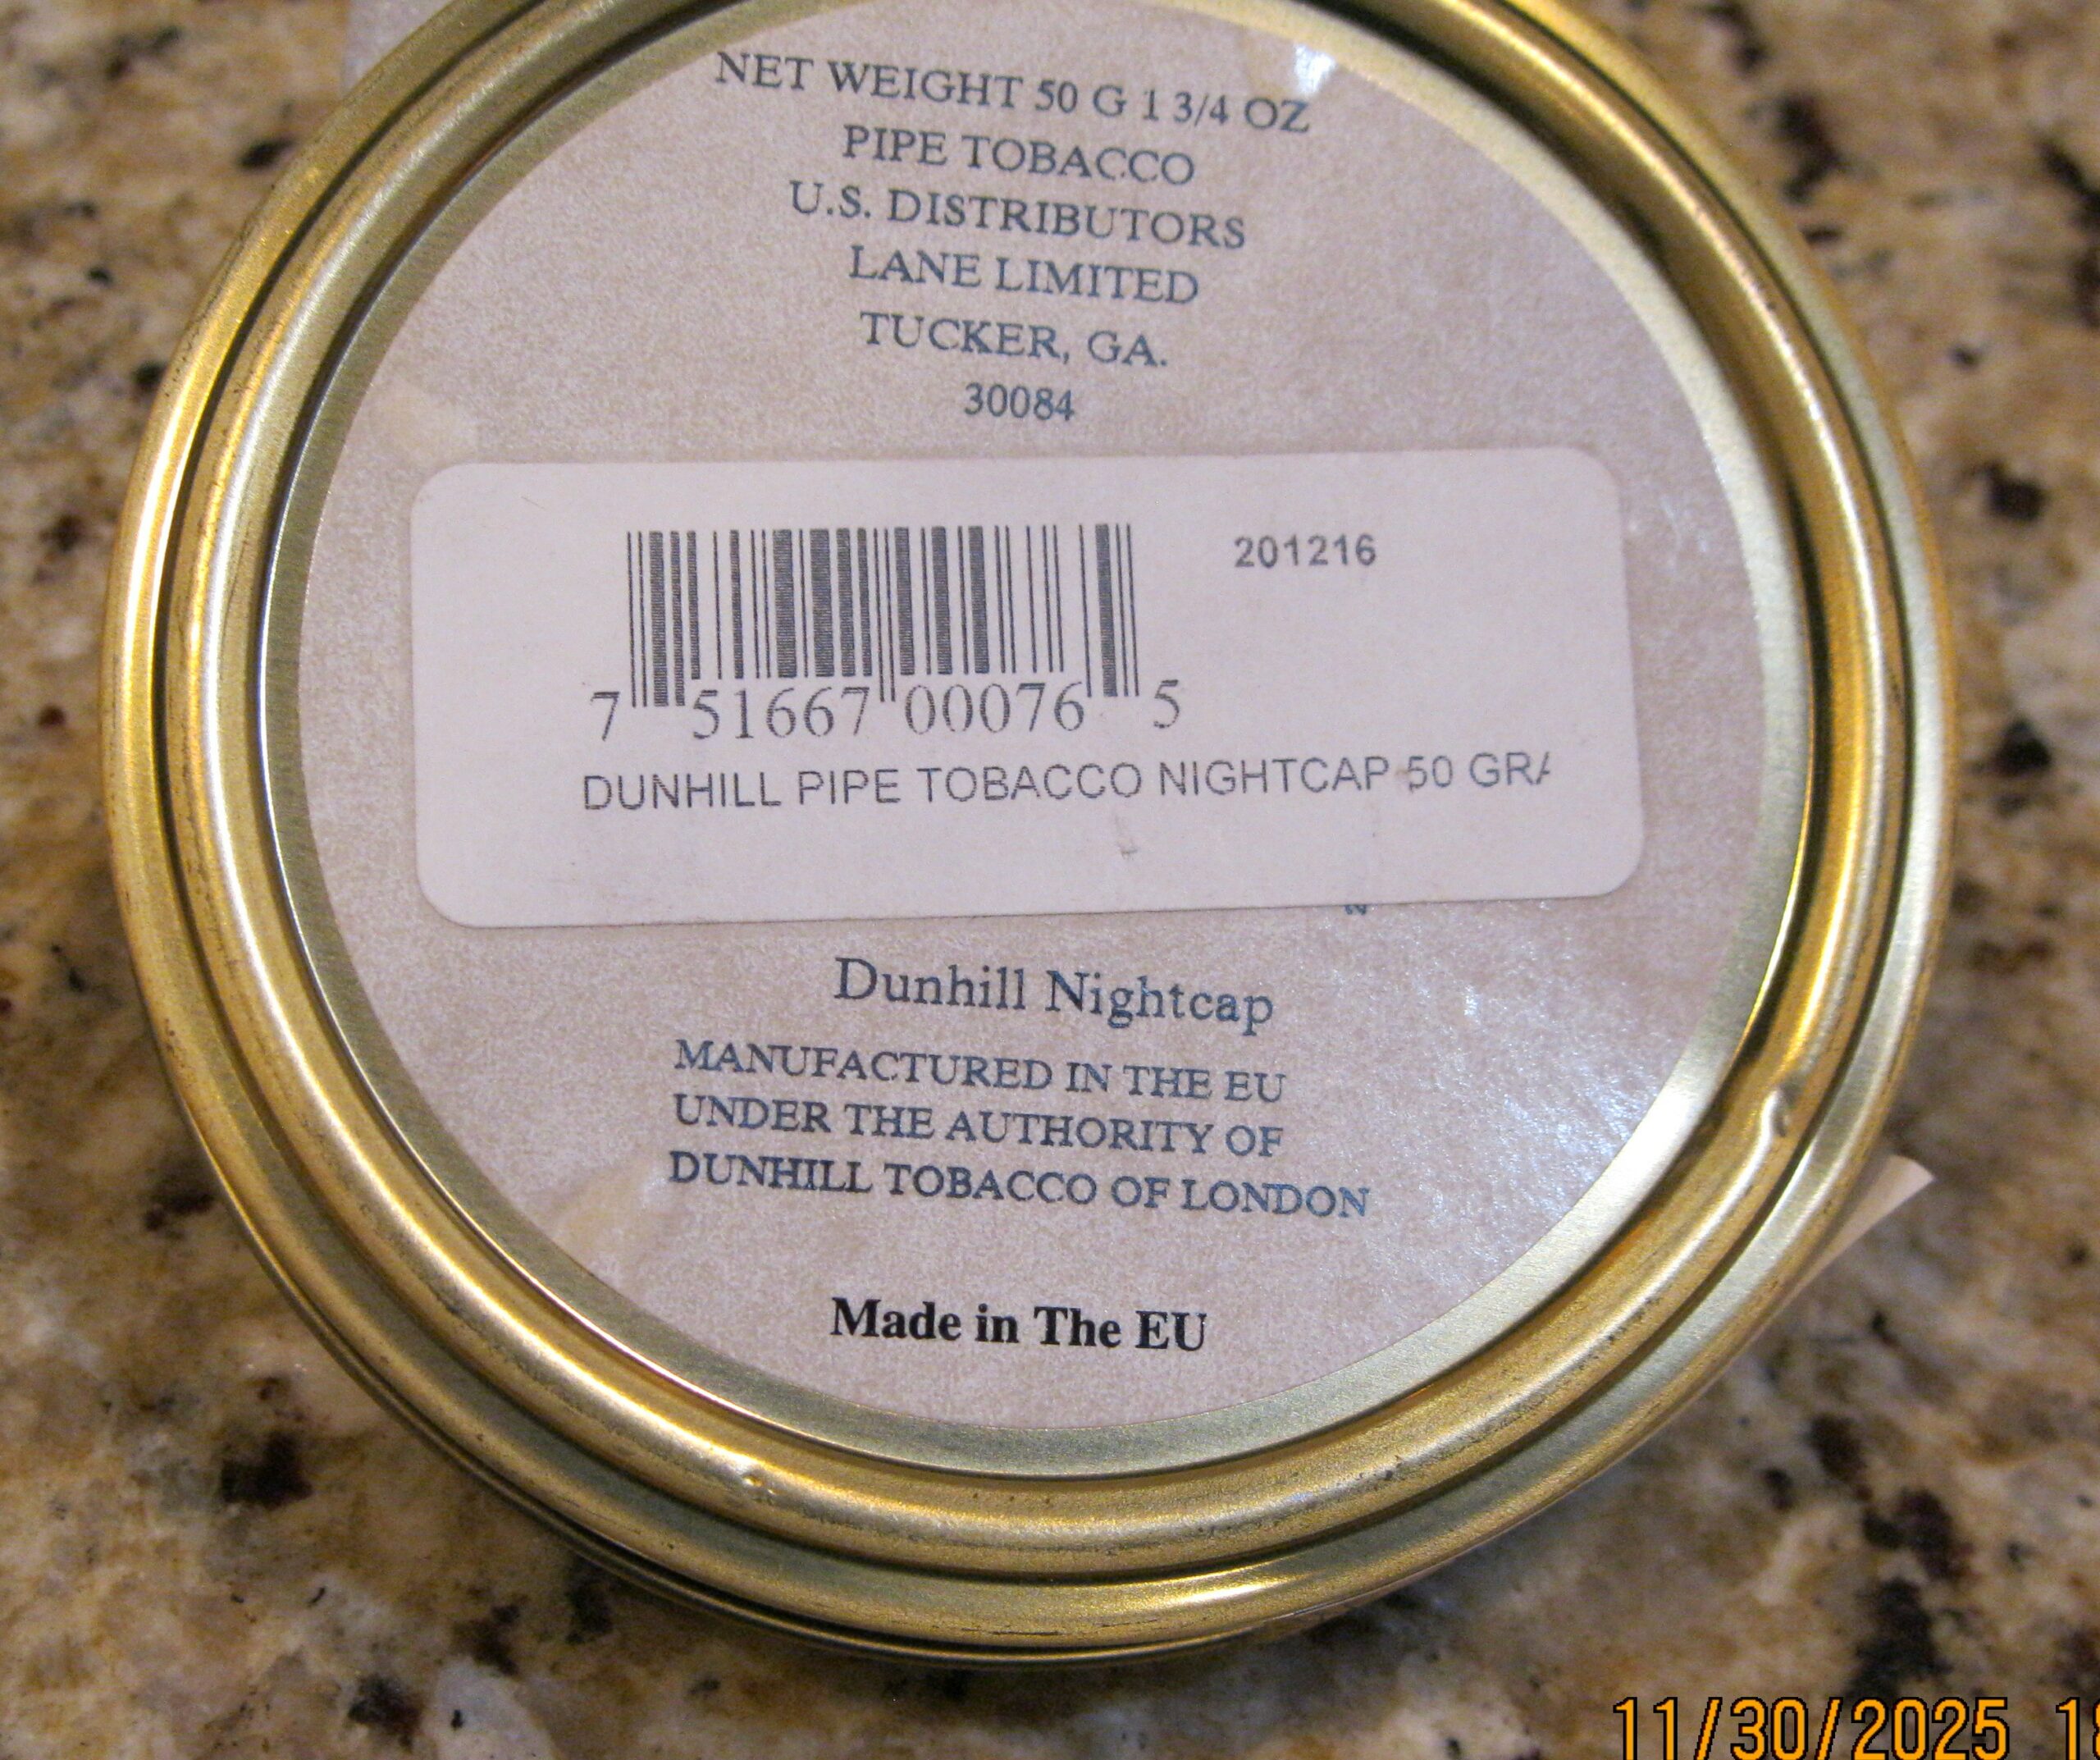 NET WEIGHT 50 G 1 3/4 OZ
PIPE TOBACCO
U.S. DISTRIBUTORS
LANE LIMITED
TUCKER, GA.
30084
201216
7 51667 00076 5
DUNHILL PIPE TOBACCO NIGHTCAP 50 GRA
Dunhill Nightcap
MANUFACTURED IN THE EU
UNDER THE AUTHORITY OF
DUNHILL TOBACCO OF LONDON
Made in The EU
11/30/2025